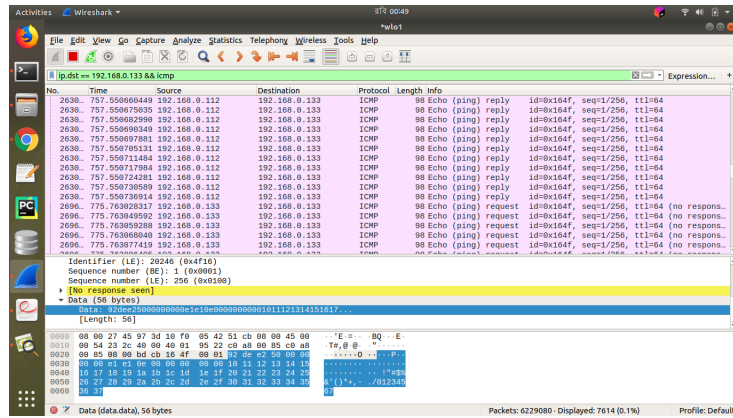 Activities Wireshark রবি 00:49
*wlo1
File Edit View Go Capture Analyze Statistics Telephony Wireless Tools Help
ip.dst == 192.168.0.133 && icmp Expression... +
No. Time Source Destination Protocol Length Info
2630… 757.550660449 192.168.0.112 192.168.0.133 ICMP 98 Echo (ping) reply id=0x164f, seq=1/256, ttl=64
2630… 757.550675035 192.168.0.112 192.168.0.133 ICMP 98 Echo (ping) reply id=0x164f, seq=1/256, ttl=64
2630… 757.550682990 192.168.0.112 192.168.0.133 ICMP 98 Echo (ping) reply id=0x164f, seq=1/256, ttl=64
2630… 757.550690349 192.168.0.112 192.168.0.133 ICMP 98 Echo (ping) reply id=0x164f, seq=1/256, ttl=64
2630… 757.550697881 192.168.0.112 192.168.0.133 ICMP 98 Echo (ping) reply id=0x164f, seq=1/256, ttl=64
2630… 757.550705131 192.168.0.112 192.168.0.133 ICMP 98 Echo (ping) reply id=0x164f, seq=1/256, ttl=64
2630… 757.550711484 192.168.0.112 192.168.0.133 ICMP 98 Echo (ping) reply id=0x164f, seq=1/256, ttl=64
2630… 757.550717984 192.168.0.112 192.168.0.133 ICMP 98 Echo (ping) reply id=0x164f, seq=1/256, ttl=64
2630… 757.550724281 192.168.0.112 192.168.0.133 ICMP 98 Echo (ping) reply id=0x164f, seq=1/256, ttl=64
2630… 757.550730589 192.168.0.112 192.168.0.133 ICMP 98 Echo (ping) reply id=0x164f, seq=1/256, ttl=64
2630… 757.550736914 192.168.0.112 192.168.0.133 ICMP 98 Echo (ping) reply id=0x164f, seq=1/256, ttl=64
2696… 775.763028317 192.168.0.133 192.168.0.133 ICMP 98 Echo (ping) request id=0x164f, seq=1/256, ttl=64 (no respons…
2696… 775.763049592 192.168.0.133 192.168.0.133 ICMP 98 Echo (ping) request id=0x164f, seq=1/256, ttl=64 (no respons…
2696… 775.763059288 192.168.0.133 192.168.0.133 ICMP 98 Echo (ping) request id=0x164f, seq=1/256, ttl=64 (no respons…
2696… 775.763068040 192.168.0.133 192.168.0.133 ICMP 98 Echo (ping) request id=0x164f, seq=1/256, ttl=64 (no respons…
2696… 775.763077419 192.168.0.133 192.168.0.133 ICMP 98 Echo (ping) request id=0x164f, seq=1/256, ttl=64 (no respons…
Identifier (LE): 20246 (0x4f16)
Sequence number (BE): 1 (0x0001)
Sequence number (LE): 256 (0x0100)
[No response seen]
Data (56 bytes)
Data: 92dee25000000000e1e10e0000000000101112131415161 7...
[Length: 56]
0000 08 00 27 45 97 3d 10 f0 05 42 51 cb 08 00 45 00 ··'E·=·· ·BQ···E·
0010 00 54 23 2c 40 00 40 01 95 22 c0 a8 00 85 c0 a8 ·T#,@·@· ·"······
0020 00 85 08 00 bd cb 16 4f 00 01 92 de e2 50 00 00 ·······O ·····P··
0030 00 00 e1 e1 0e 00 00 00 00 00 10 11 12 13 14 15 ········ ········
0040 16 17 18 19 1a 1b 1c 1d 1e 1f 20 21 22 23 24 25 ········ ·· !"#$%
0050 26 27 28 29 2a 2b 2c 2d 2e 2f 30 31 32 33 34 35 &'()*+,- ./012345
0060 36 37 67
Data (data.data), 56 bytes Packets: 6229080 · Displayed: 7614 (0.1%) Profile: Defaul